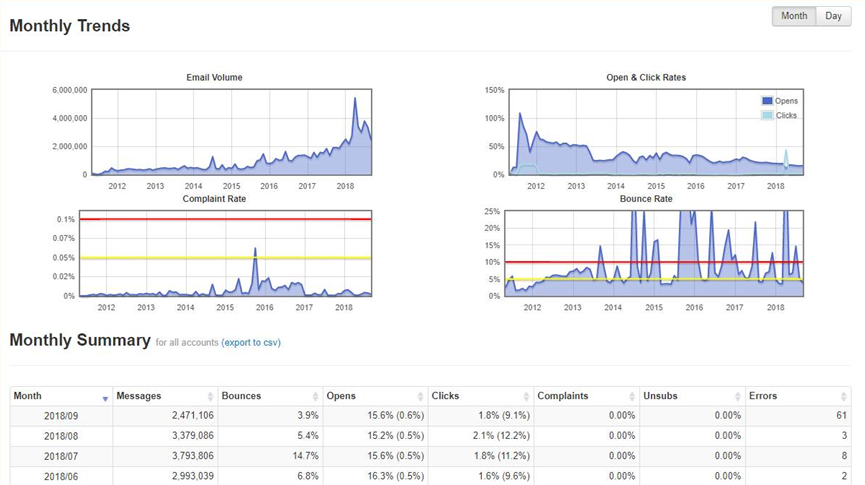 Month Day
Monthly Trends
Email Volume
6,000,000
4,000,000
2,000,000
0
2012 2013 2014 2015 2016 2017 2018
Open & Click Rates
150%
100%
50%
0%
Opens
Clicks
2012 2013 2014 2015 2016 2017 2018
Complaint Rate
0.1%
0.07%
0.05%
0.02%
0%
2012 2013 2014 2015 2016 2017 2018
Bounce Rate
25%
20%
15%
10%
5%
0%
2012 2013 2014 2015 2016 2017 2018
Monthly Summary for all accounts (export to csv)
Month Messages Bounces Opens Clicks Complaints Unsubs Errors
2018/09 2,471,106 3.9% 15.6% (0.6%) 1.8% (9.1%) 0.00% 0.00% 61
2018/08 3,379,086 5.4% 15.2% (0.5%) 2.1% (12.2%) 0.00% 0.00% 3
2018/07 3,793,806 14.7% 15.6% (0.5%) 1.8% (11.2%) 0.00% 0.00% 8
2018/06 2,993,039 6.8% 16.3% (0.5%) 1.6% (9.6%) 0.00% 0.00% 2